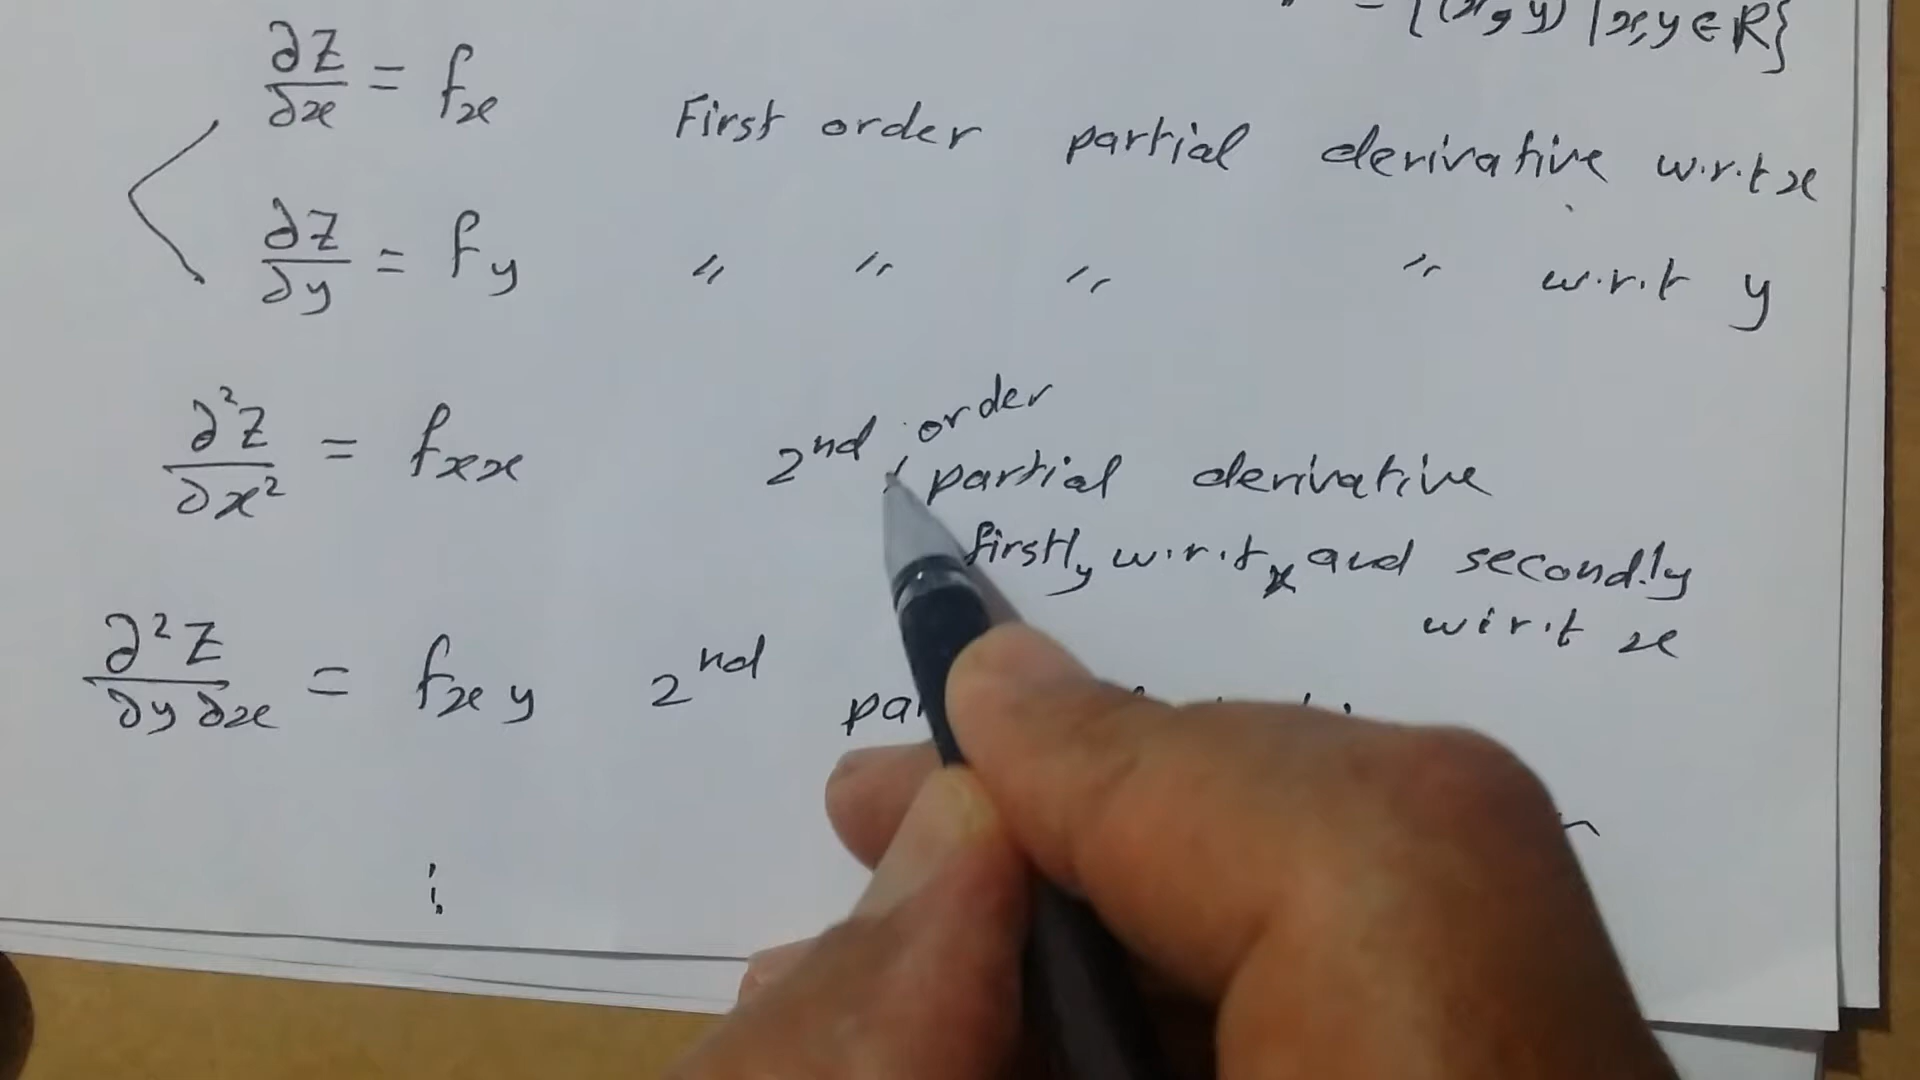 = {(x, y) | x, y ∈ R}
∂Z/∂x = fx First order partial derivative w.r.t x
∂Z/∂y = fy " " " " w.r.t y
∂²Z/∂x² = fxx 2nd order
partial derivative
firstly w.r.t x and secondly
w.r.t x
∂²Z/∂y∂x = fxy 2nd